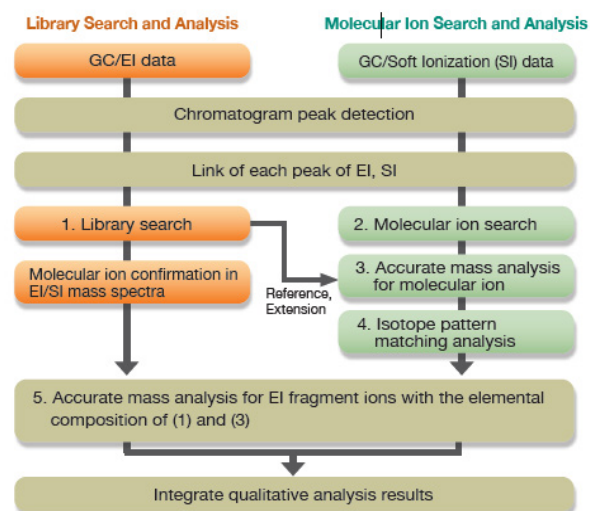 Library Search and Analysis
Molecular Ion Search and Analysis
GC/EI data
GC/Soft Ionization (SI) data
Chromatogram peak detection
Link of each peak of EI, SI
1. Library search
2. Molecular ion search
Molecular ion confirmation in
EI/SI mass spectra
Reference,
Extension
3. Accurate mass analysis
for molecular ion
4. Isotope pattern
matching analysis
5. Accurate mass analysis for EI fragment ions with the elemental
composition of (1) and (3)
Integrate qualitative analysis results